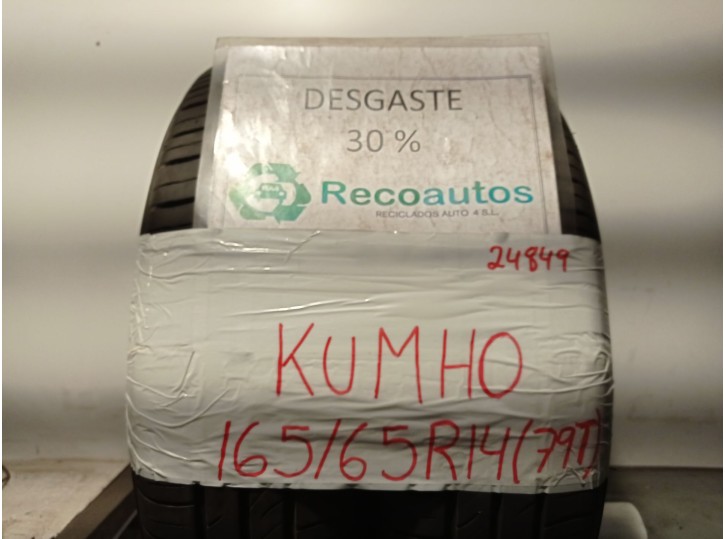 DESGASTE
30 %
Recoautos
RECICLADOS AUTO 4 S.L.
24849
KUMHO
165/65R14(79T)